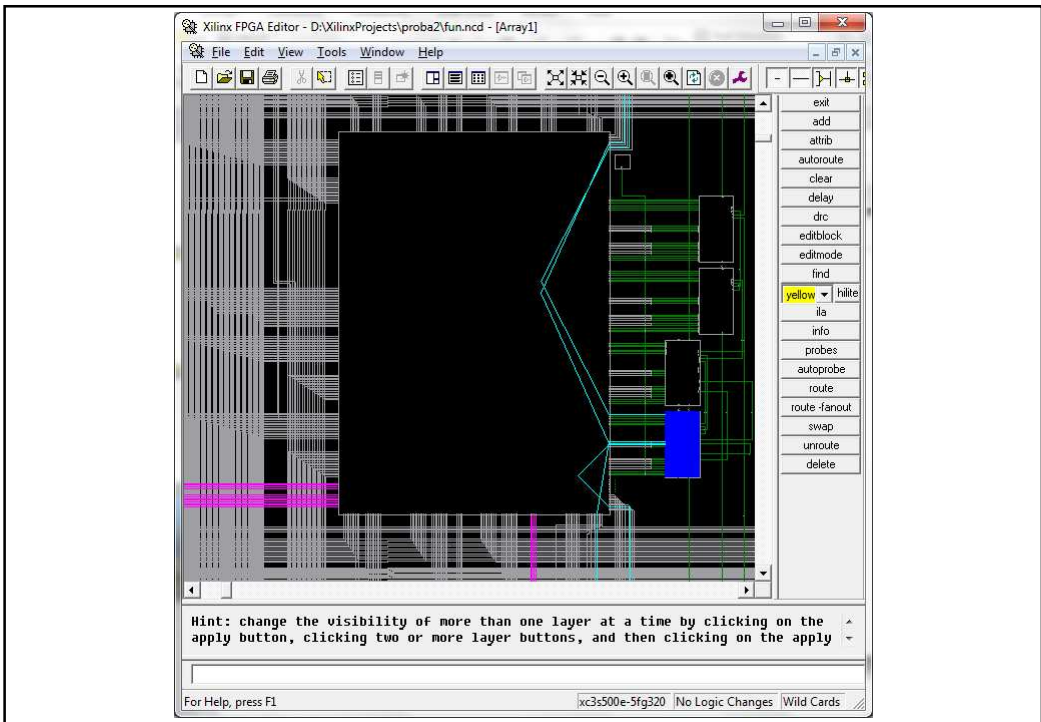 Xilinx FPGA Editor - D:\XilinxProjects\proba2\fun.ncd - [Array1]
File Edit View Tools Window Help
exit
add
attrib
autoroute
clear
delay
drc
editblock
editmode
find
yellow hilite
ila
info
probes
autoprobe
route
route -fanout
swap
unroute
delete
Hint: change the visibility of more than one layer at a time by clicking on the
apply button, clicking two or more layer buttons, and then clicking on the apply
For Help, press F1 xc3s500e-5fg320 No Logic Changes Wild Cards